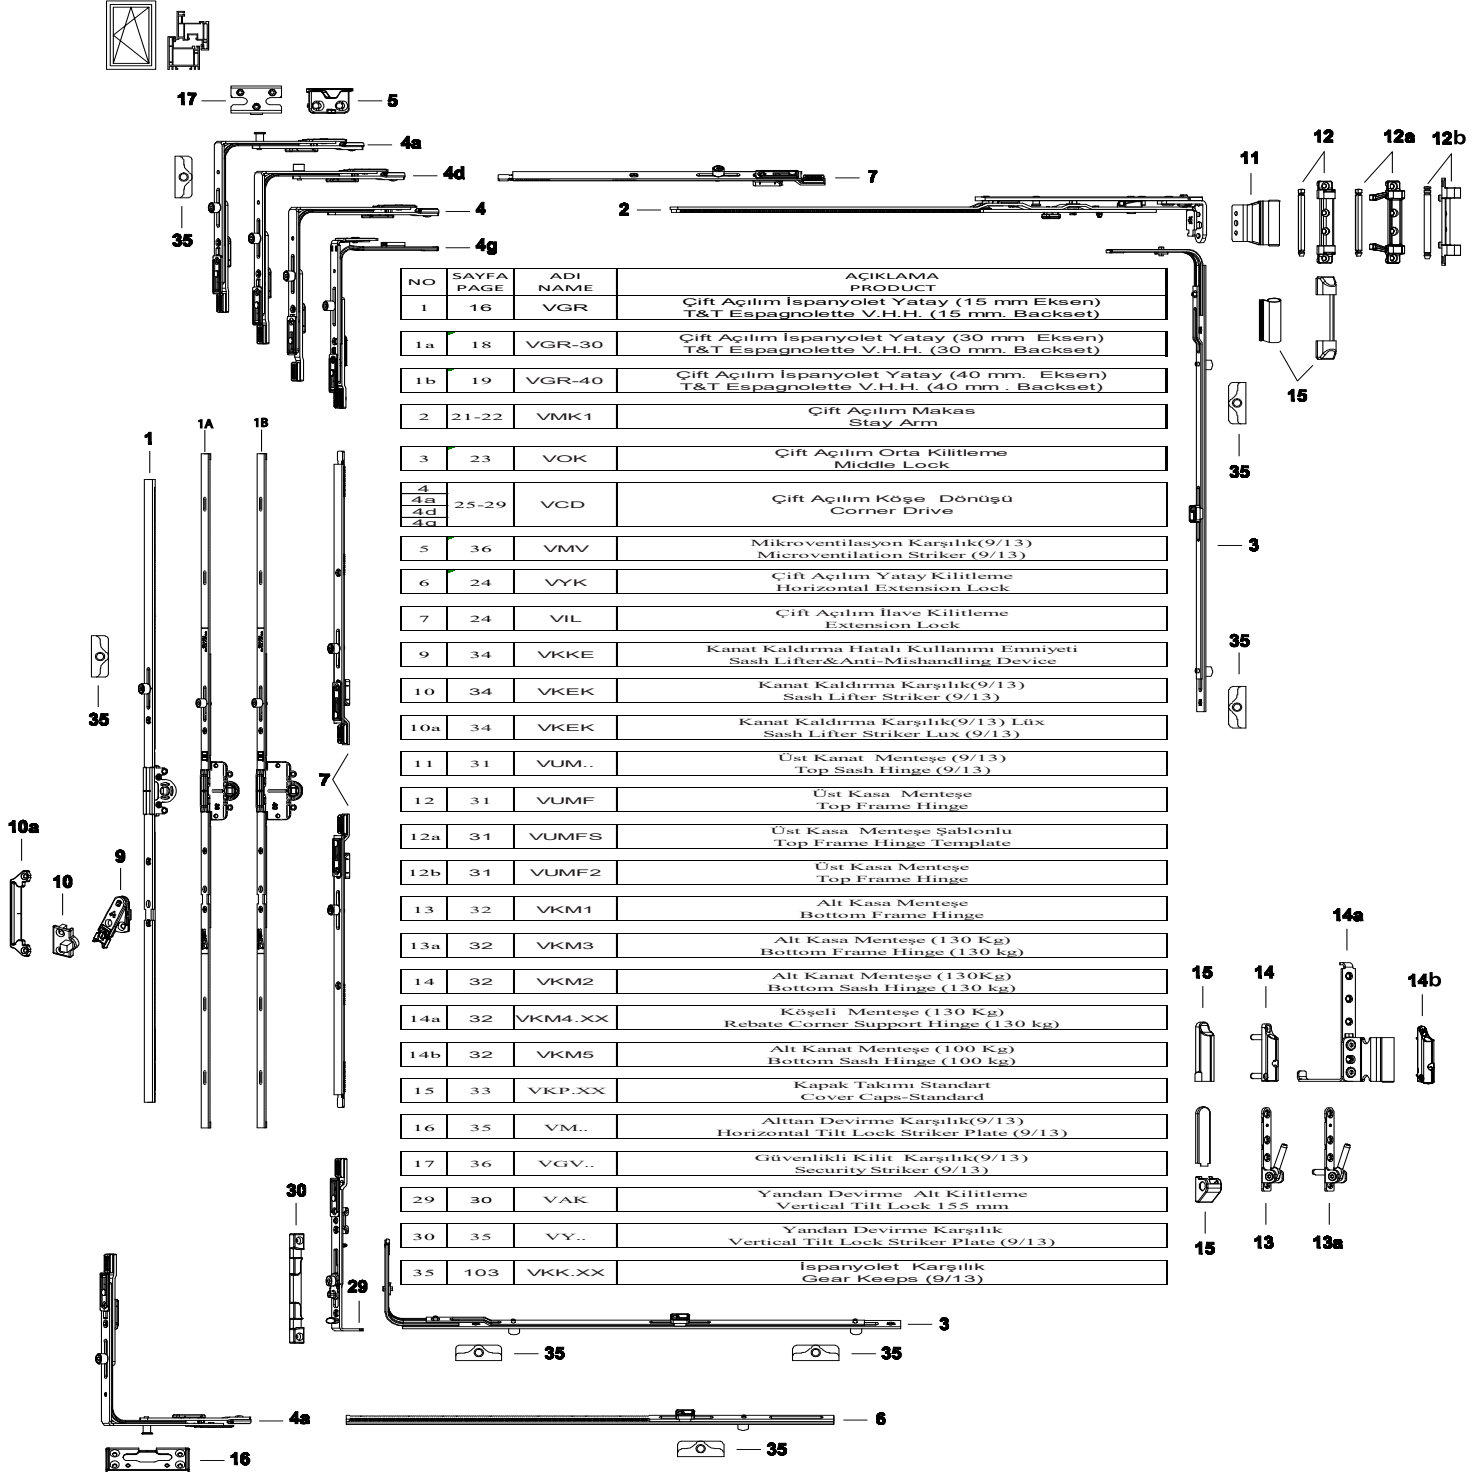 17
5
4a
4d
4
4g
35
7
2
11
12
12a
12b
15
35
3
35
NO SAYFA PAGE ADI NAME AÇIKLAMA PRODUCT
1 16 VGR Çift Açılım İspanyolet Yatay (15 mm Eksen)
T&T Espagnolette V.H.H. (15 mm. Backset)
1a 18 VGR-30 Çift Açılım İspanyolet Yatay (30 mm Eksen)
T&T Espagnolette V.H.H. (30 mm. Backset)
1b 19 VGR-40 Çift Açılım İspanyolet Yatay (40 mm. Eksen)
T&T Espagnolette V.H.H. (40 mm . Backset)
2 21-22 VMK1 Çift Açılım Makas
Stay Arm
3 23 VOK Çift Açılım Orta Kilitleme
Middle Lock
4
4a
4d
4g
25-29 VCD Çift Açılım Köşe Dönüşü
Corner Drive
5 36 VMV Mikroventilasyon Karşılık(9/13)
Microventilation Striker (9/13)
6 24 VYK Çift Açılım Yatay Kilitleme
Horizontal Extension Lock
7 24 VIL Çift Açılım İlave Kilitleme
Extension Lock
9 34 VKKE Kanat Kaldırma Hatalı Kullanımı Emniyeti
Sash Lifter&Anti-Mishandling Device
10 34 VKEK Kanat Kaldırma Karşılık(9/13)
Sash Lifter Striker (9/13)
10a 34 VKEK Kanat Kaldırma Karşılık(9/13) Lüx
Sash Lifter Striker Lux (9/13)
11 31 VUM.. Üst Kanat Menteşe (9/13)
Top Sash Hinge (9/13)
12 31 VUMF Üst Kasa Menteşe
Top Frame Hinge
12a 31 VUMFS Üst Kasa Menteşe Şablonlu
Top Frame Hinge Template
12b 31 VUMF2 Üst Kasa Menteşe
Top Frame Hinge
13 32 VKM1 Alt Kasa Menteşe
Bottom Frame Hinge
13a 32 VKM3 Alt Kasa Menteşe (130 Kg)
Bottom Frame Hinge (130 kg)
14 32 VKM2 Alt Kanat Menteşe (130Kg)
Bottom Sash Hinge (130 kg)
14a 32 VKM4.XX Köşeli Menteşe (130 Kg)
Rebate Corner Support Hinge (130 kg)
14b 32 VKM5 Alt Kanat Menteşe (100 Kg)
Bottom Sash Hinge (100 kg)
15 33 VKP.XX Kapak Takımı Standart
Cover Caps-Standard
16 35 VM.. Alttan Devirme Karşılık(9/13)
Horizontal Tilt Lock Striker Plate (9/13)
17 36 VGV.. Güvenlikli Kilit Karşılık(9/13)
Security Striker (9/13)
29 30 VAK Yandan Devirme Alt Kilitleme
Vertical Tilt Lock 155 mm
30 35 VY.. Yandan Devirme Karşılık
Vertical Tilt Lock Striker Plate (9/13)
35 103 VKK.XX İspanyolet Karşılık
Gear Keeps (9/13)
1
1A
1B
35
7
10a
10
9
14a
15
14
14b
15
13
13a
30
29
3
35
35
4a
6
35
16